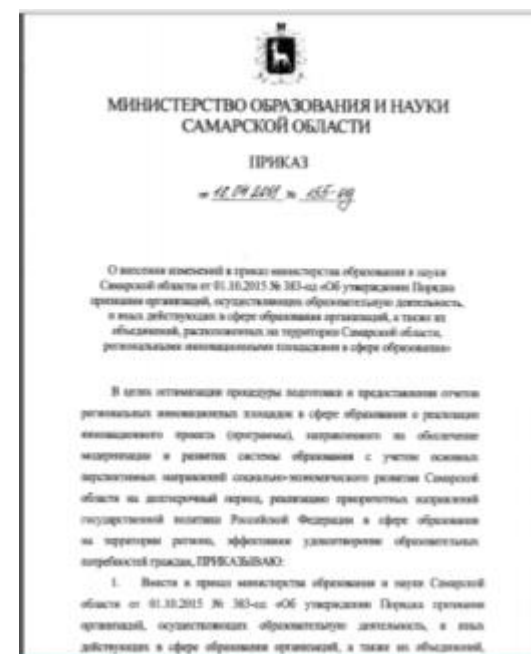 МИНИСТЕРСТВО ОБРАЗОВАНИЯ И НАУКИ
САМАРСКОЙ ОБЛАСТИ
ПРИКАЗ
от № 155-од
О внесении изменений в приказ министерства образования и науки
Самарской области от 01.10.2015 № 383-од «Об утверждении Порядка
признания организаций, осуществляющих образовательную деятельность,
и иных действующих в сфере образования организаций, а также их
объединений, расположенных на территории Самарской области,
региональными инновационными площадками в сфере образования»
В целях оптимизации процедуры подготовки и предоставления отчетов
региональных инновационных площадок в сфере образования о реализации
инновационного проекта (программы), направленного на обеспечение
модернизации и развития системы образования с учетом основных
перспективных направлений социально-экономического развития Самарской
области на долгосрочный период, реализацию приоритетных направлений
государственной политики Российской Федерации в сфере образования
на территории региона, эффективное удовлетворение образовательных
потребностей граждан, ПРИКАЗЫВАЮ:
1. Внести в приказ министерства образования и науки Самарской
области от 01.10.2015 № 383-од «Об утверждении Порядка признания
организаций, осуществляющих образовательную деятельность, и иных
действующих в сфере образования организаций, а также их объединений,